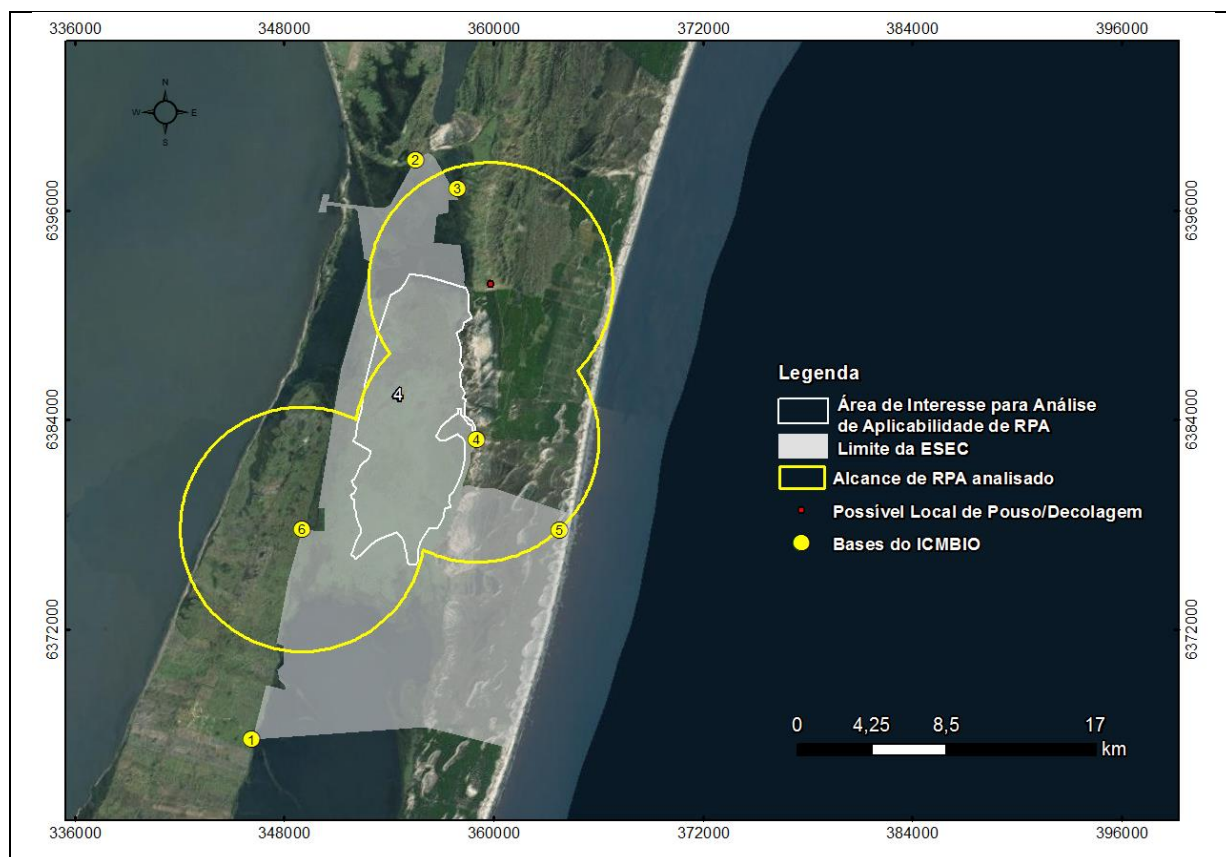 336000 348000 360000 372000 384000 396000
N
W E
S
2
3
6396000 6396000
Legenda
4
Área de Interesse para Análise
de Aplicabilidade de RPA
6384000 6384000
4
Limite da ESEC
Alcance de RPA analisado
Possível Local de Pouso/Decolagem
6
5
Bases do ICMBIO
6372000 6372000
1
0 4,25 8,5 17
km
336000 348000 360000 372000 384000 396000